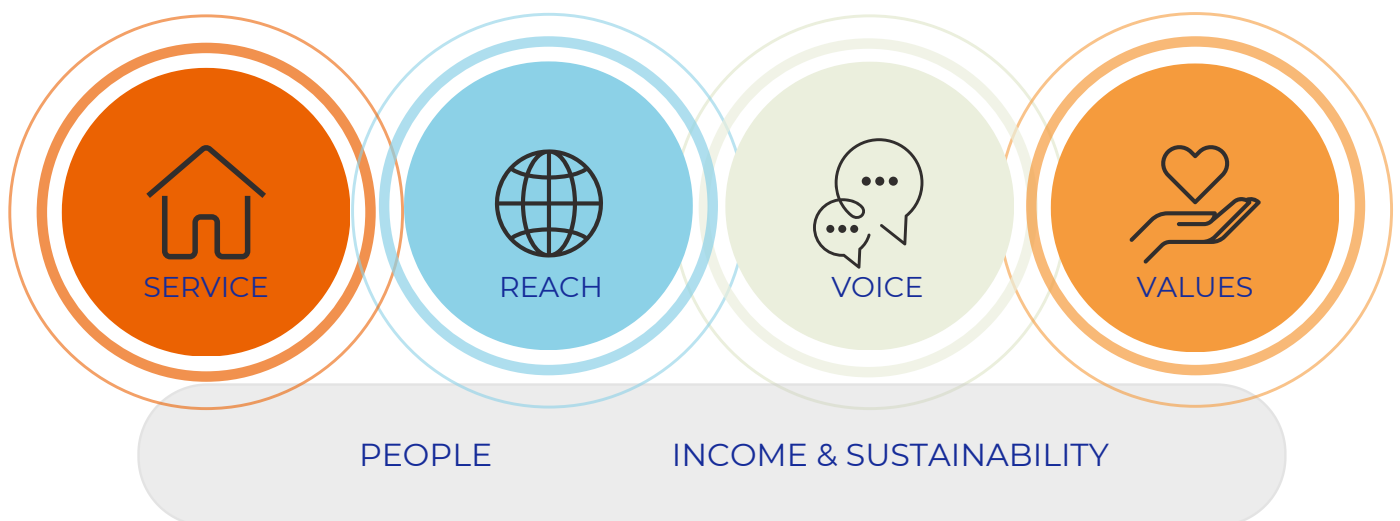 SERVICE
REACH
VOICE
VALUES
PEOPLE
INCOME & SUSTAINABILITY